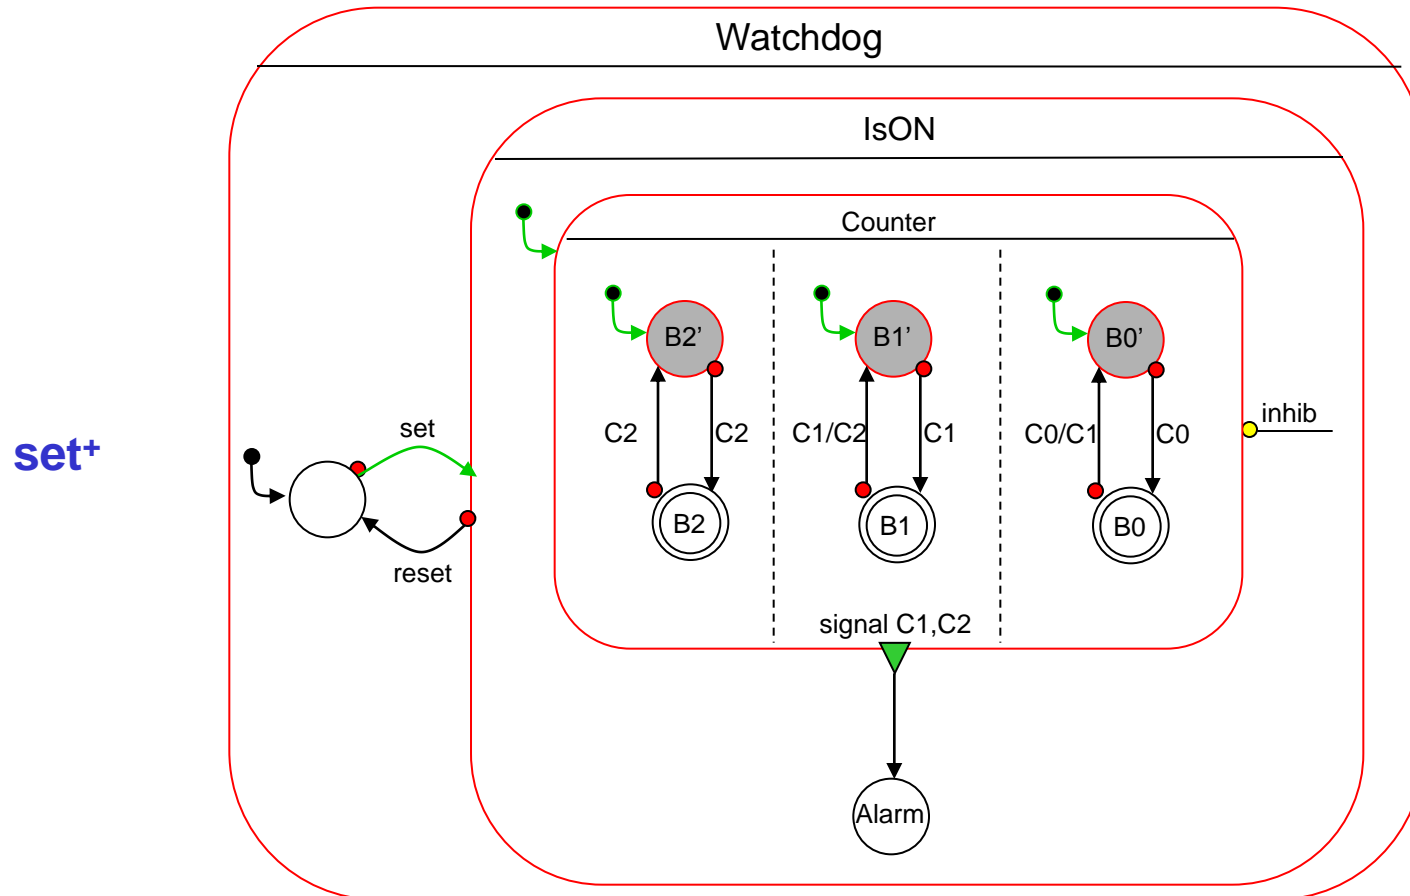 Watchdog
IsON
Counter
B2’ B1’ B0’
set⁺
set
C2 C2 C1/C2 C1 C0/C1 C0
inhib
B2 B1 B0
reset
signal C1,C2
Alarm